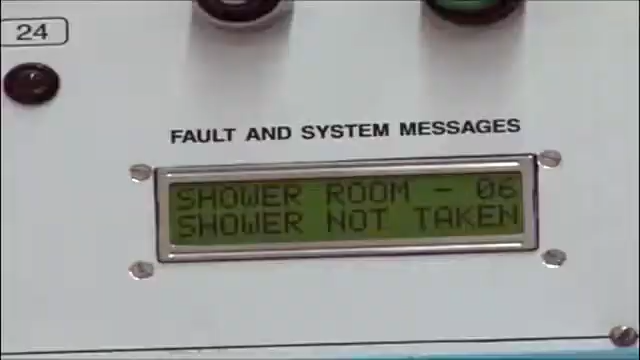 24
FAULT AND SYSTEM MESSAGES
SHOWER ROOM - 06
SHOWER NOT TAKEN